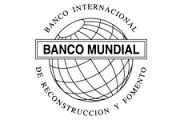 BANCO INTERNACIONAL
BANCO MUNDIAL
DE RECONSTRUCCION Y FOMENTO